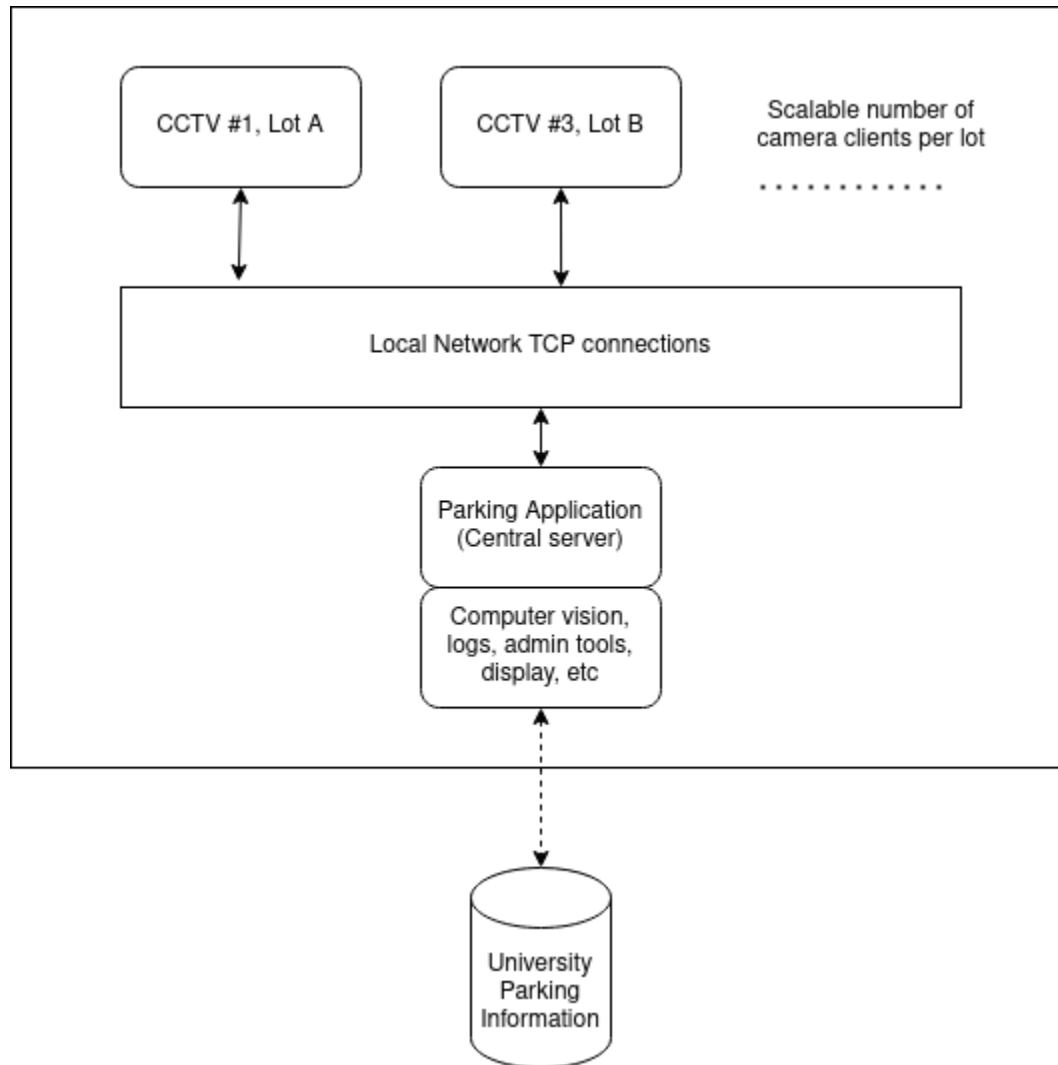 CCTV #1, Lot A
CCTV #3, Lot B
Scalable number of
camera clients per lot
Local Network TCP connections
Parking Application
(Central server)
Computer vision,
logs, admin tools,
display, etc
University
Parking
Information